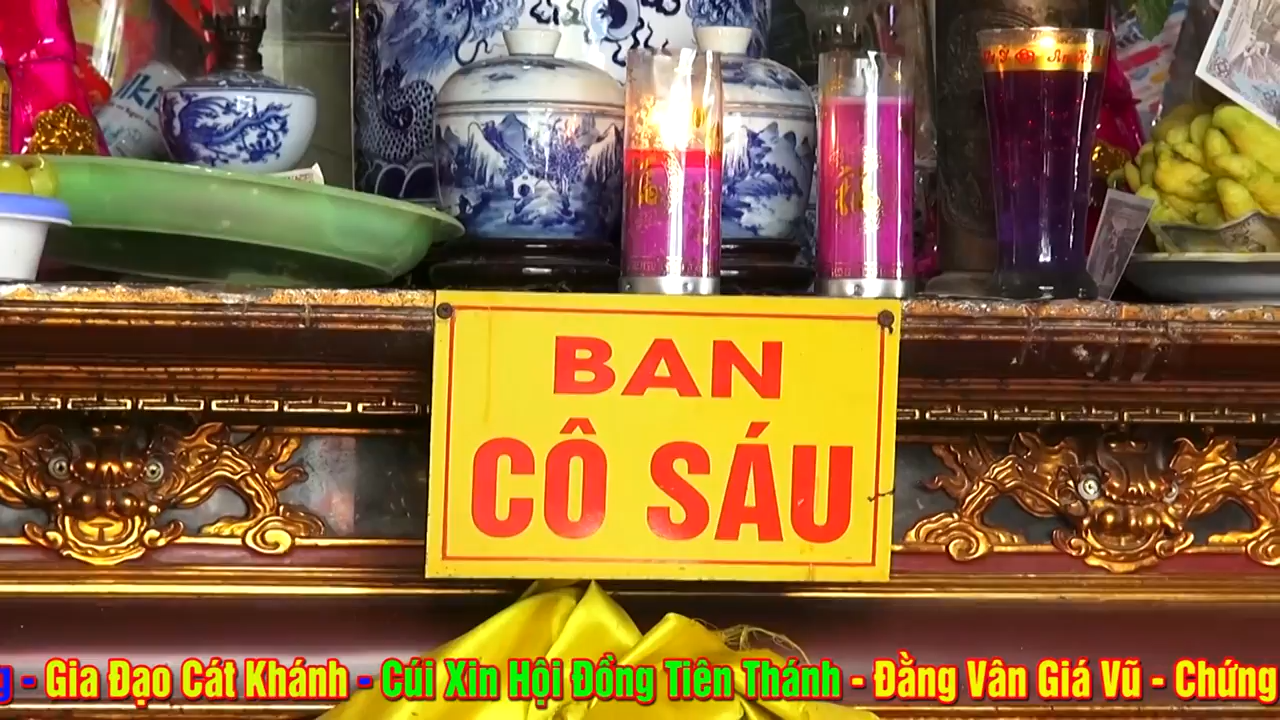 BAN
CÔ SÁU
- Gia Đạo Cát Khánh - Cúi Xin Hội Đồng Tiên Thánh - Đằng Vân Giá Vũ - Chứng